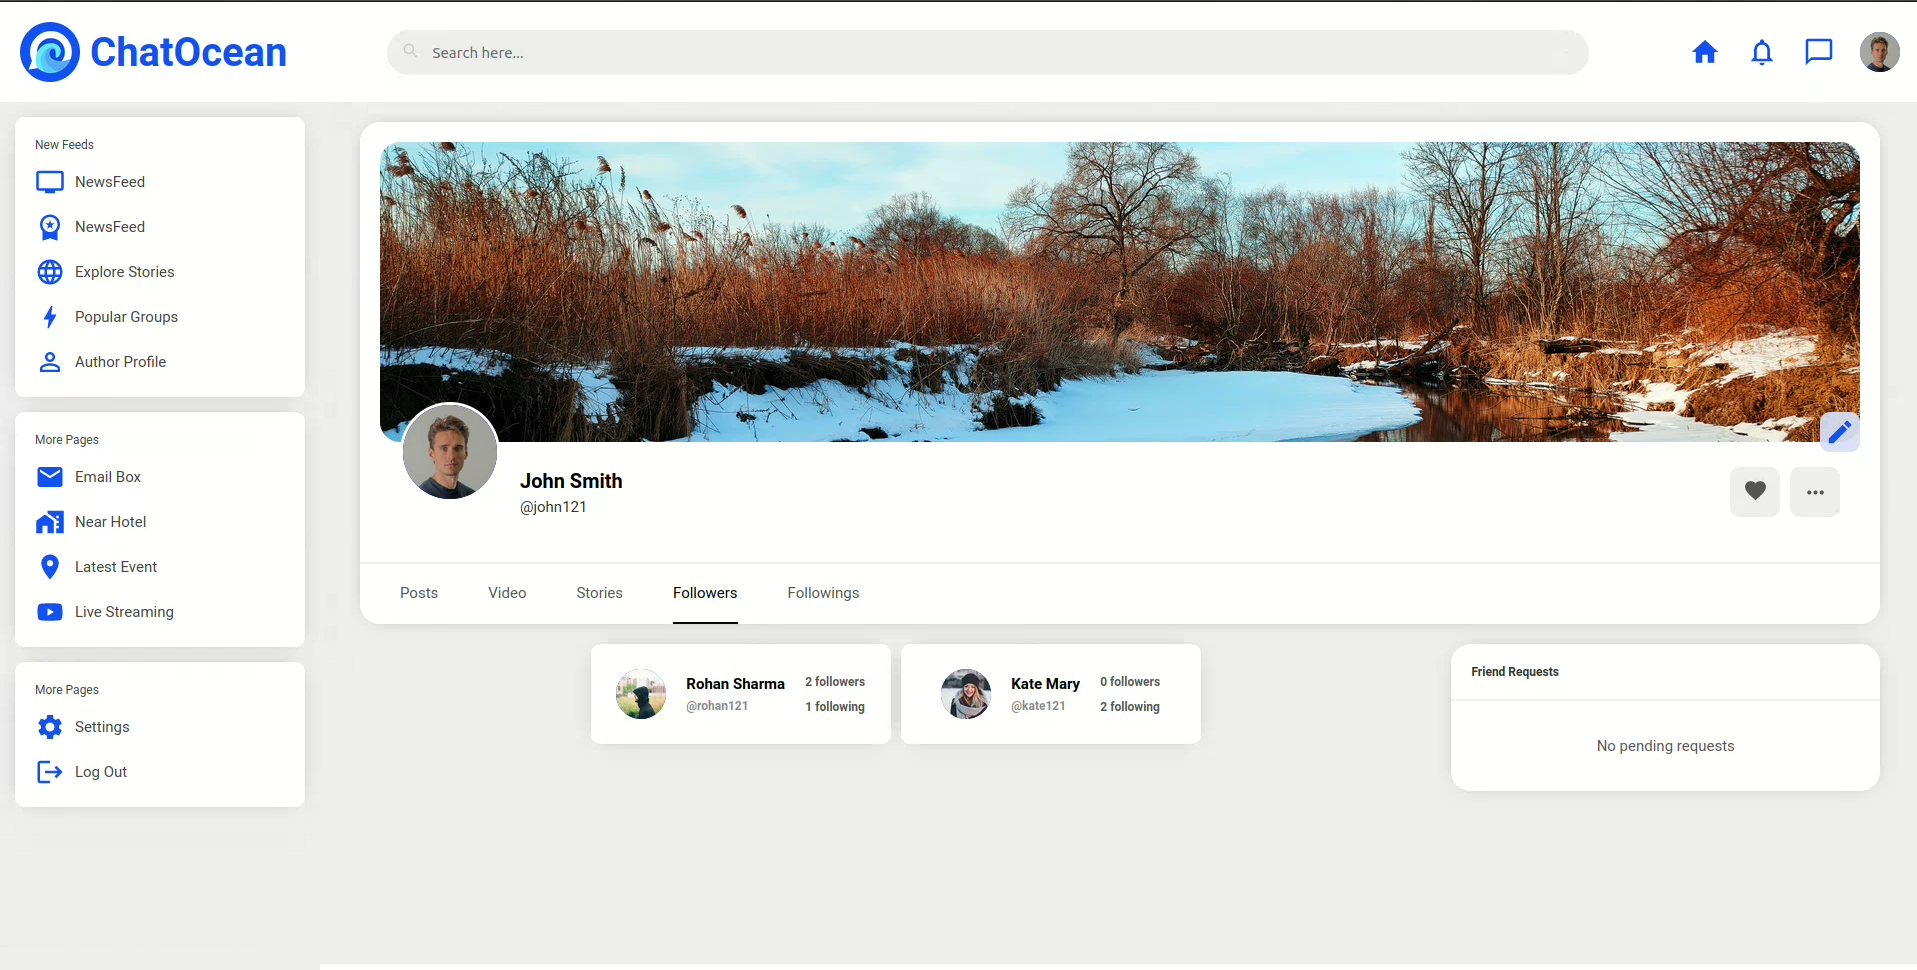 ChatOcean
Search here...
New Feeds
NewsFeed
NewsFeed
Explore Stories
Popular Groups
Author Profile
More Pages
Email Box
Near Hotel
Latest Event
Live Streaming
More Pages
Settings
Log Out
John Smith
@john121
Posts Video Stories Followers Followings
Rohan Sharma
@rohan121
2 followers
1 following
Kate Mary
@kate121
0 followers
2 following
Friend Requests
No pending requests